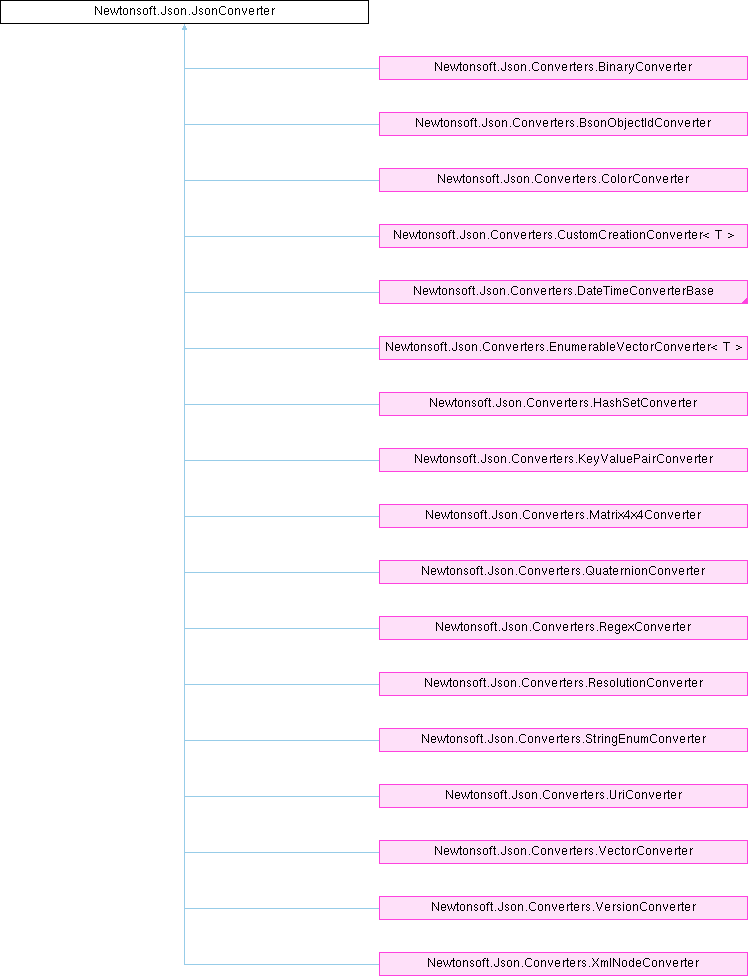 Newtonsoft.Json.JsonConverter
Newtonsoft.Json.Converters.BinaryConverter
Newtonsoft.Json.Converters.BsonObjectIdConverter
Newtonsoft.Json.Converters.ColorConverter
Newtonsoft.Json.Converters.CustomCreationConverter< T >
Newtonsoft.Json.Converters.DateTimeConverterBase
Newtonsoft.Json.Converters.EnumerableVectorConverter< T >
Newtonsoft.Json.Converters.HashSetConverter
Newtonsoft.Json.Converters.KeyValuePairConverter
Newtonsoft.Json.Converters.Matrix4x4Converter
Newtonsoft.Json.Converters.QuaternionConverter
Newtonsoft.Json.Converters.RegexConverter
Newtonsoft.Json.Converters.ResolutionConverter
Newtonsoft.Json.Converters.StringEnumConverter
Newtonsoft.Json.Converters.UriConverter
Newtonsoft.Json.Converters.VectorConverter
Newtonsoft.Json.Converters.VersionConverter
Newtonsoft.Json.Converters.XmlNodeConverter